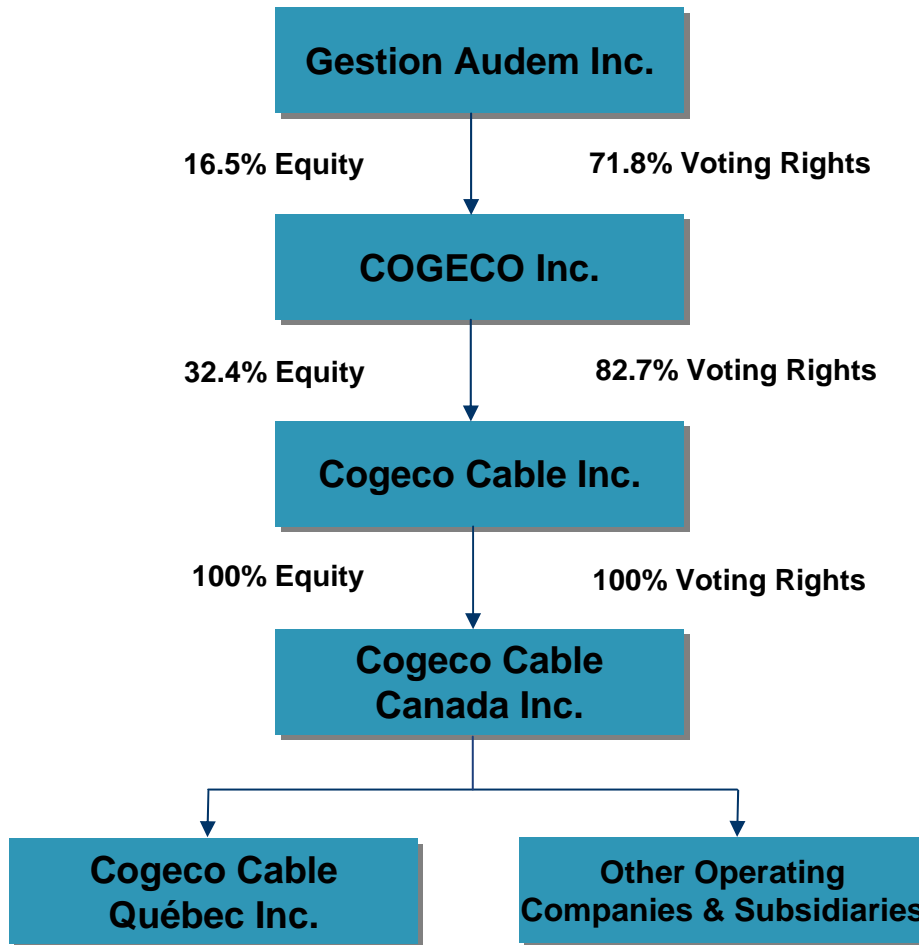 Gestion Audem Inc.
16.5% Equity
71.8% Voting Rights
COGECO Inc.
32.4% Equity
82.7% Voting Rights
Cogeco Cable Inc.
100% Equity
100% Voting Rights
Cogeco Cable
Canada Inc.
Cogeco Cable
Québec Inc.
Other Operating
Companies & Subsidiaries